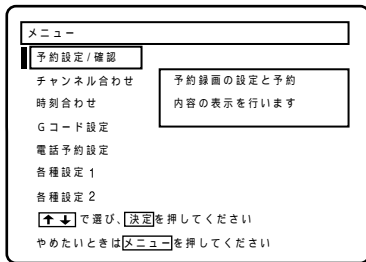 メニュー
予約設定/確認
チャンネル合わせ
予約録画の設定と予約
時刻合わせ
内容の表示を行います
Gコード設定
電話予約設定
各種設定1
各種設定2
↑↓で選び、決定を押してください
やめたいときはメニューを押してください